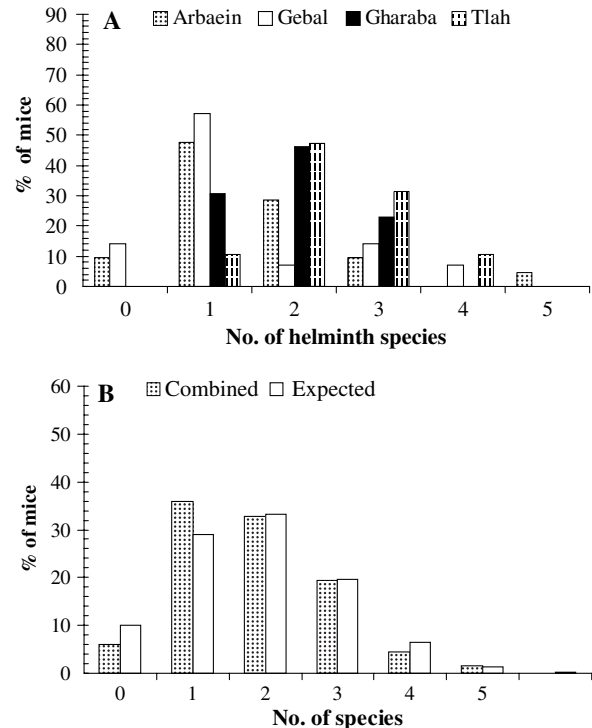 A Arbaein Gebal Gharaba Tlah
90
80
70
60
50
40
30
20
10
0
% of mice
0 1 2 3 4 5
No. of helminth species
B Combined Expected
60
50
40
30
20
10
0
% of mice
0 1 2 3 4 5
No. of species